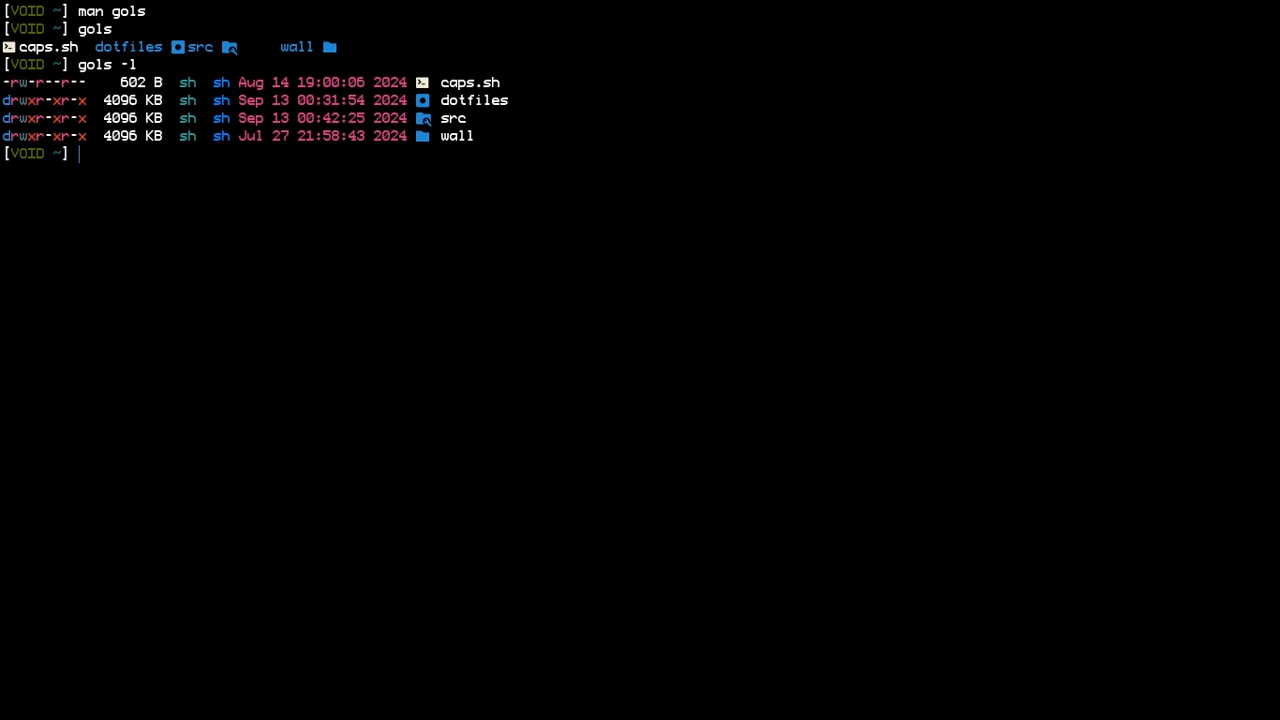 [VOID ~] man gols
[VOID ~] gols
caps.sh dotfiles src wall
[VOID ~] gols -l
-rw-r--r-- 602 B sh sh Aug 14 19:00:06 2024 caps.sh
drwxr-xr-x 4096 KB sh sh Sep 13 00:31:54 2024 dotfiles
drwxr-xr-x 4096 KB sh sh Sep 13 00:42:25 2024 src
drwxr-xr-x 4096 KB sh sh Jul 27 21:58:43 2024 wall
[VOID ~]